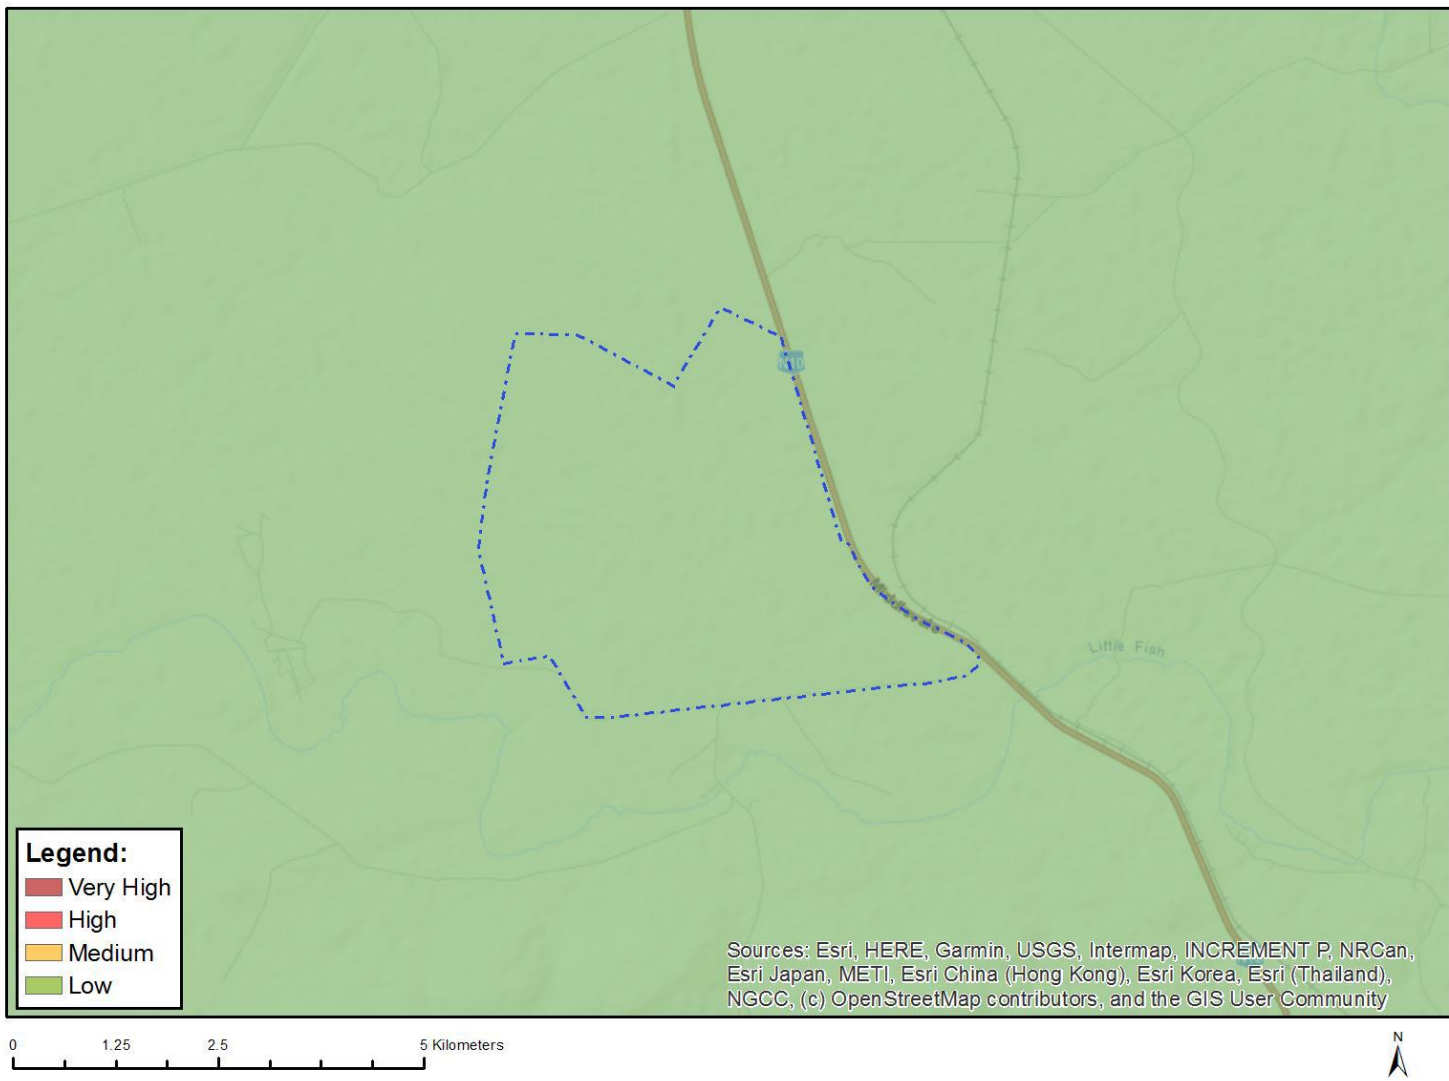 N10
Little Fish
Legend:
Very High
High
Medium
Low
Sources: Esri, HERE, Garmin, USGS, Intermap, INCREMENT P, NRCan,
Esri Japan, METI, Esri China (Hong Kong), Esri Korea, Esri (Thailand),
NGCC, (c) OpenStreetMap contributors, and the GIS User Community
0 1.25 2.5 5 Kilometers
N